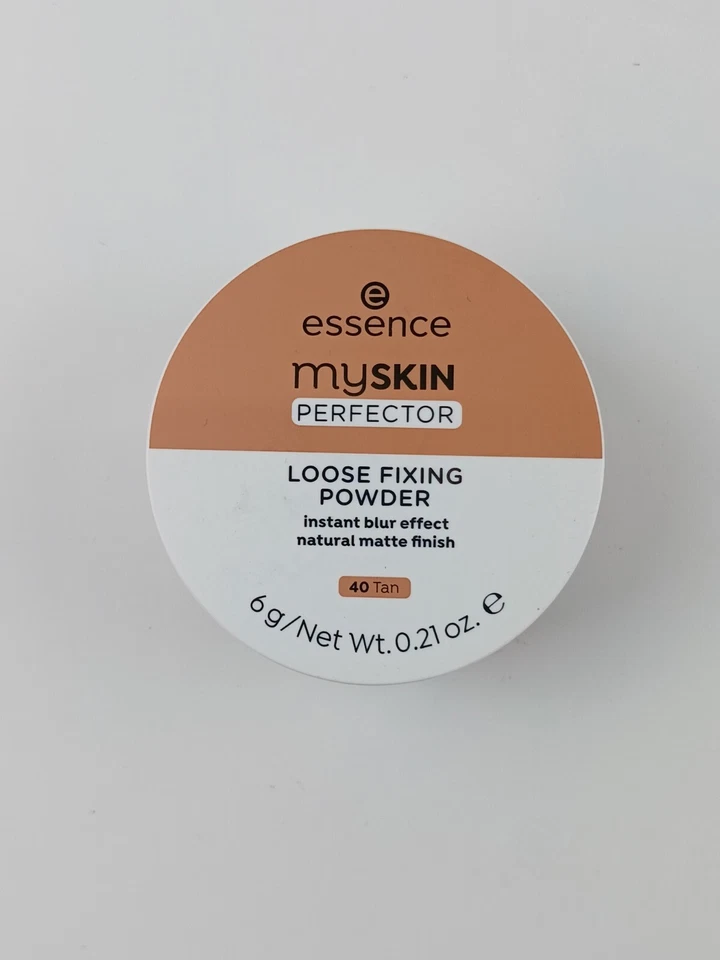 e
essence
mySKIN
PERFECTOR
LOOSE FIXING
POWDER
instant blur effect
natural matte finish
40 Tan
6 g/Net Wt. 0.21 oz. ℮